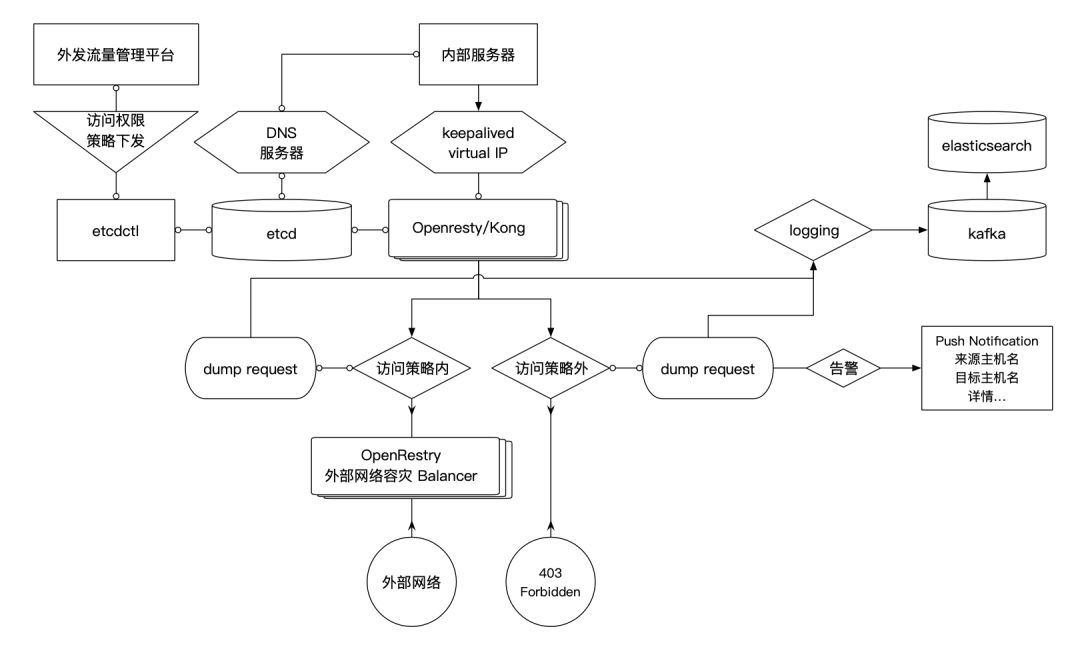 外发流量管理平台
内部服务器
访问权限
策略下发
DNS
服务器
keepalived
virtual IP
elasticsearch
etcdctl
etcd
Openresty/Kong
logging
kafka
dump request
访问策略内
访问策略外
dump request
告警
Push Notification
来源主机名
目标主机名
详情...
OpenRestry
外部网络容灾 Balancer
外部网络
403
Forbidden